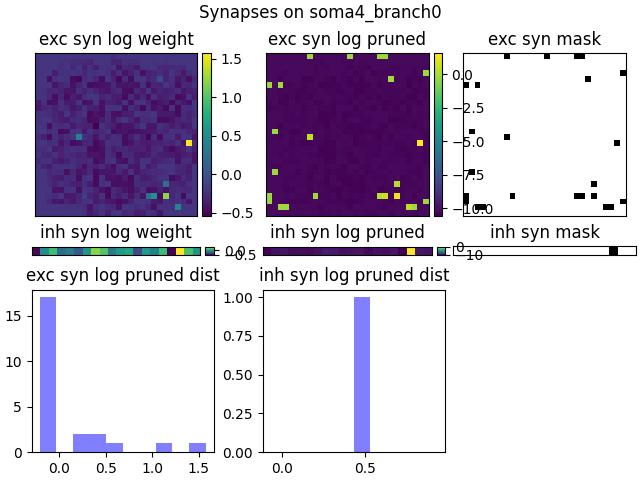 Synapses on soma4_branch0
exc syn log weight
exc syn log pruned
exc syn mask
1.5
1.0
0.5
0.0
−0.5
0.0
−2.5
−5.0
−7.5
−10.0
inh syn log weight
inh syn log pruned
inh syn mask
0.0
−0.5
0
−10
exc syn log pruned dist
inh syn log pruned dist
15
10
5
0
0.0 0.5 1.0 1.5
1.00
0.75
0.50
0.25
0.00
0.0 0.5